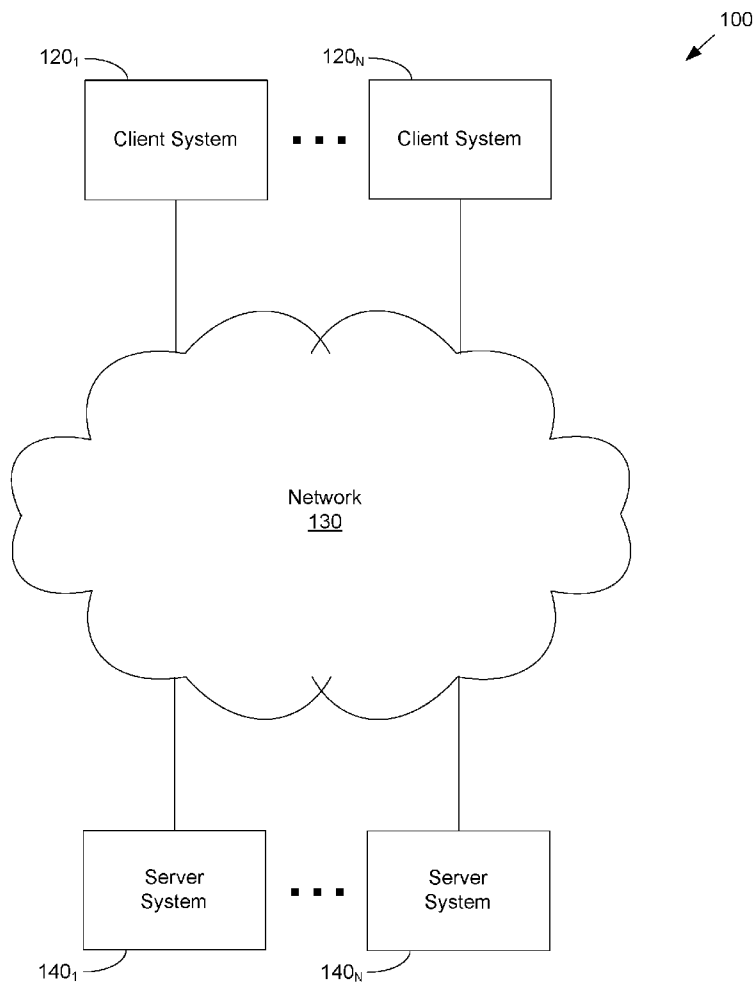 100
120₁
120ₙ
Client System
Client System
Network
130
Server
System
Server
System
140₁
140ₙ